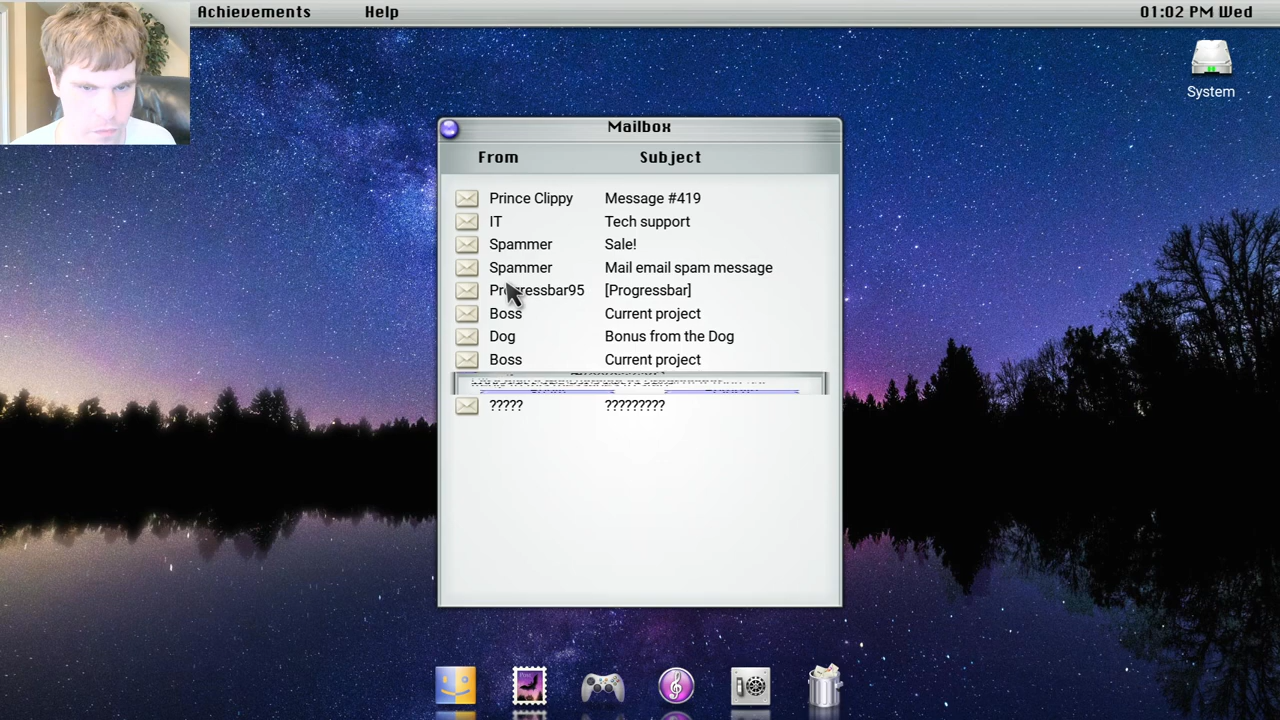 Achievements Help 01:02 PM Wed
System
Mailbox
From Subject
Prince Clippy Message #419
IT Tech support
Spammer Sale!
Spammer Mail email spam message
Progressbar95 [Progressbar]
Boss Current project
Dog Bonus from the Dog
Boss Current project
????? ?????????